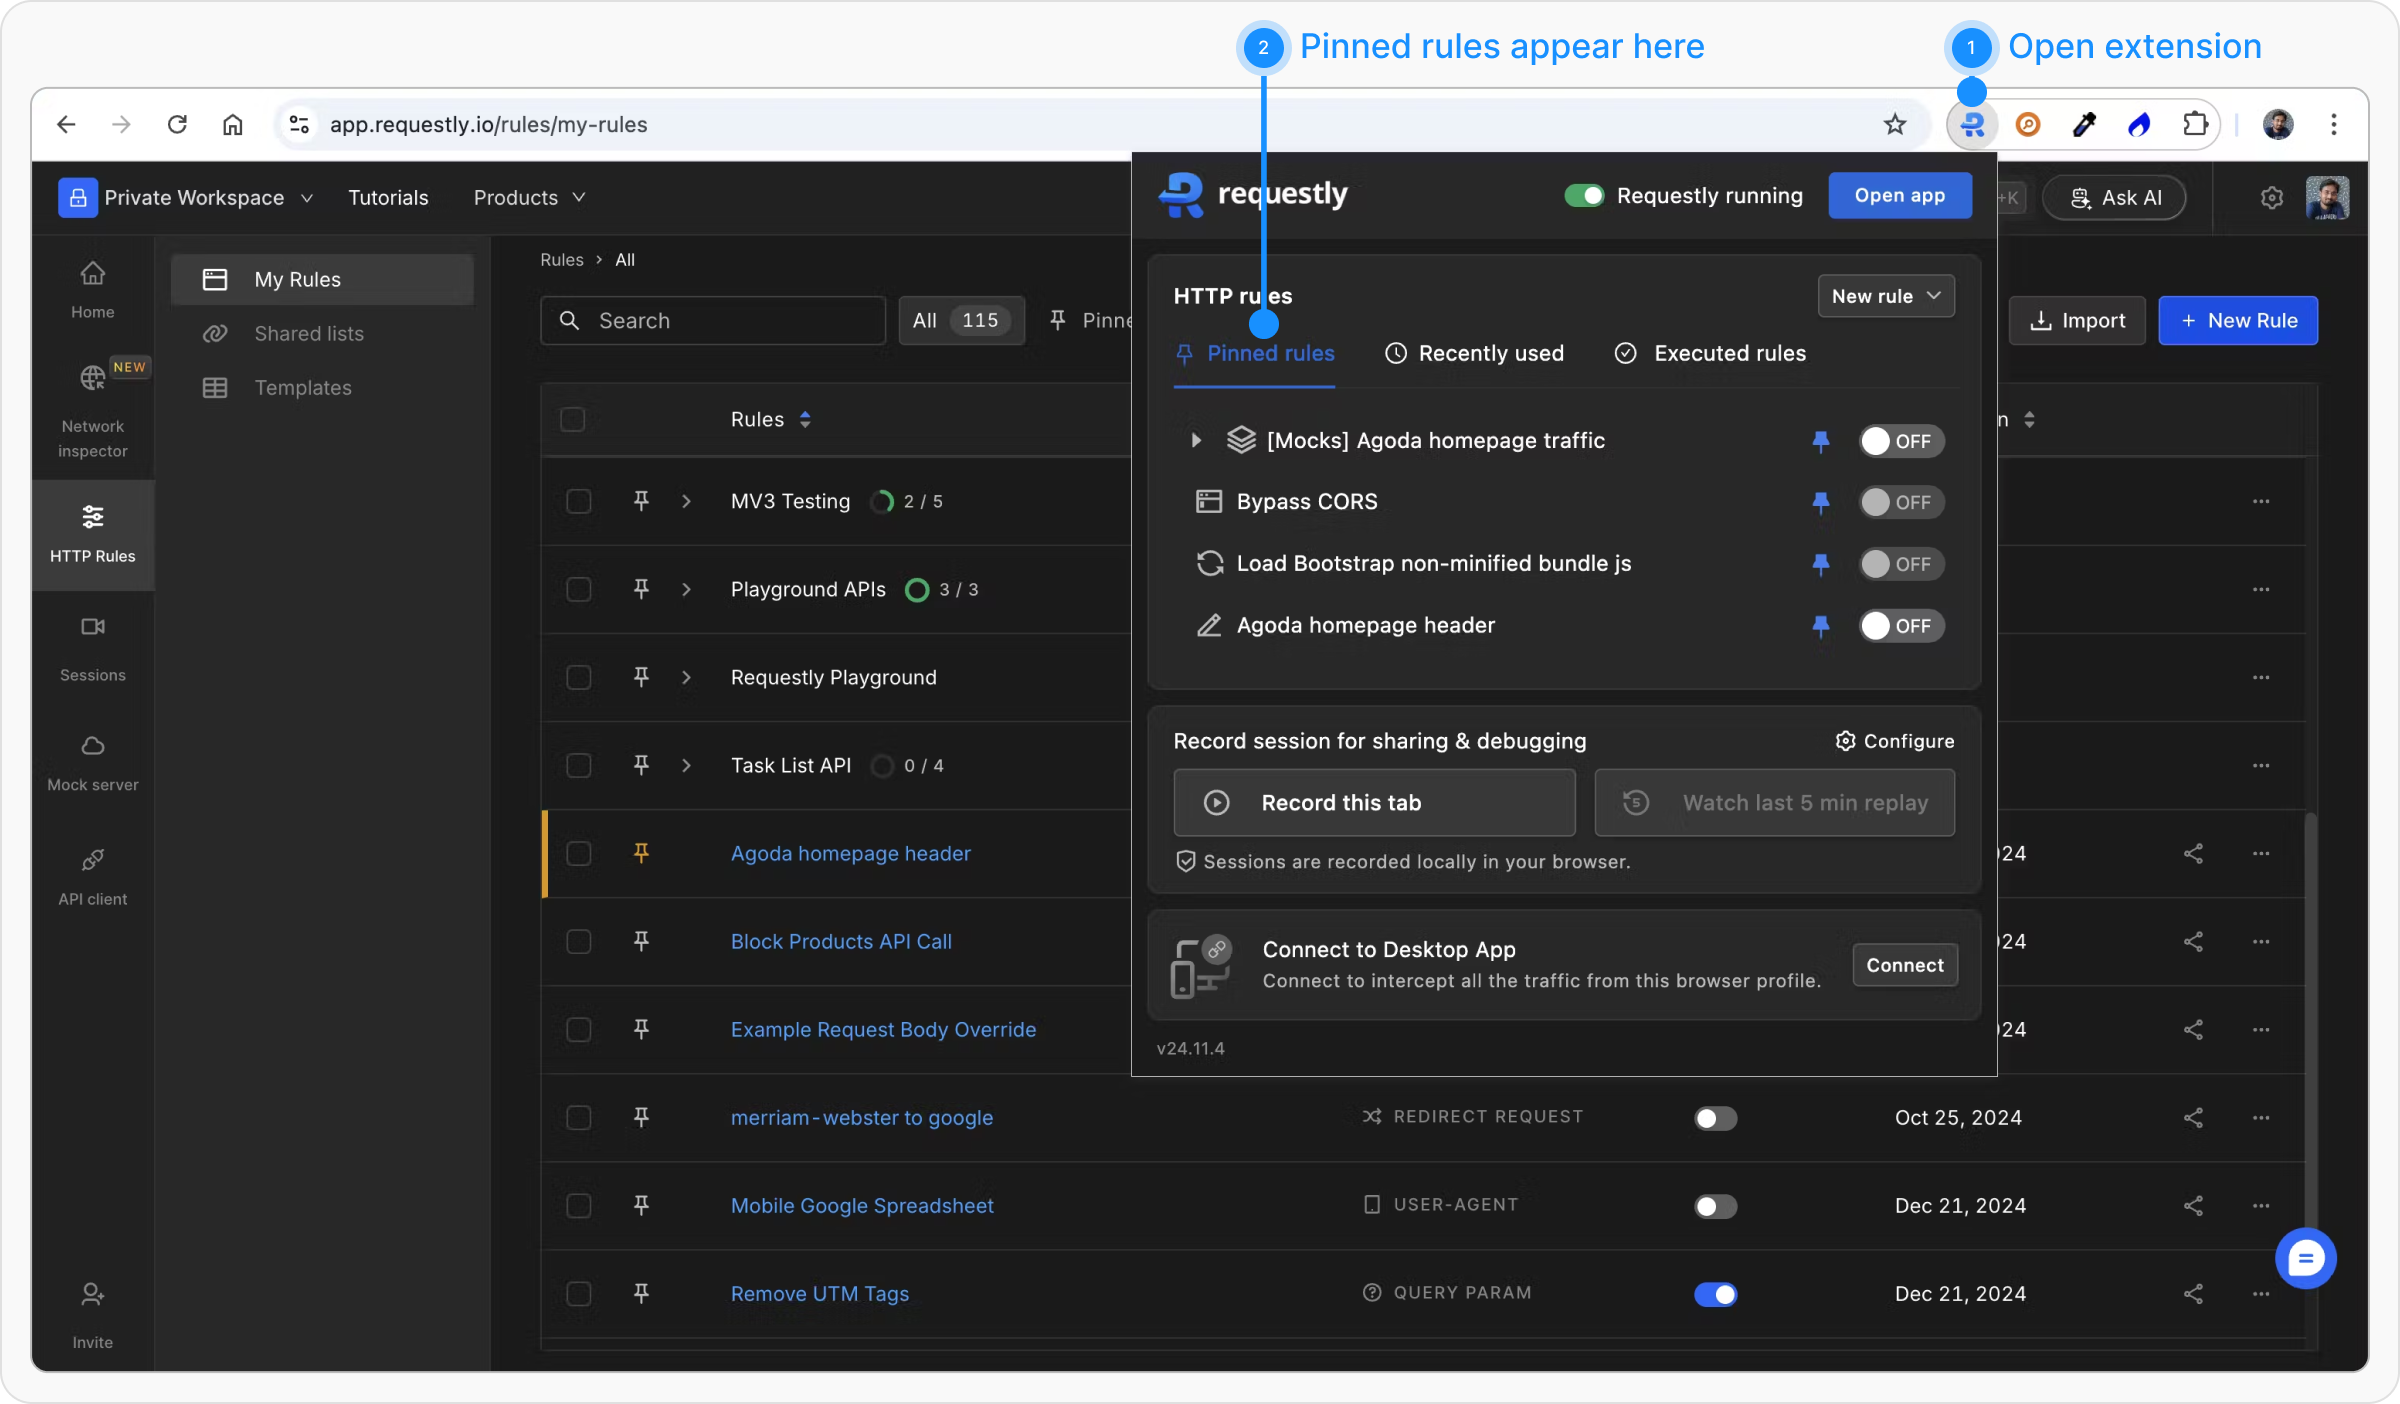 2 Pinned rules appear here
1 Open extension
app.requestly.io/rules/my-rules
Private Workspace
Tutorials
Products
requestly
Requestly running
Open app
+K
Ask AI
Home
NEW
Network
inspector
HTTP Rules
Sessions
Mock server
API client
Invite
My Rules
Shared lists
Templates
Rules > All
Search
All 115
Pinne
Import
+ New Rule
Rules
n
MV3 Testing 2 / 5
Playground APIs 3 / 3
Requestly Playground
Task List API 0 / 4
Agoda homepage header
24
Block Products API Call
24
Example Request Body Override
24
merriam-webster to google REDIRECT REQUEST Oct 25, 2024
Mobile Google Spreadsheet USER-AGENT Dec 21, 2024
Remove UTM Tags QUERY PARAM Dec 21, 2024
HTTP rules
New rule
Pinned rules
Recently used
Executed rules
[Mocks] Agoda homepage traffic OFF
Bypass CORS OFF
Load Bootstrap non-minified bundle js OFF
Agoda homepage header OFF
Record session for sharing & debugging
Configure
Record this tab
5
Watch last 5 min replay
Sessions are recorded locally in your browser.
Connect to Desktop App
Connect to intercept all the traffic from this browser profile.
Connect
v24.11.4